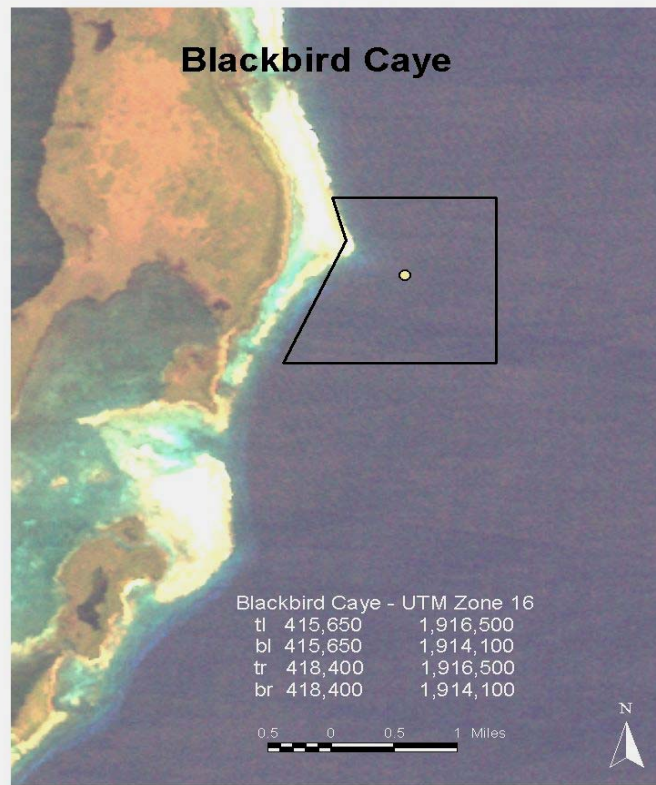 Blackbird Caye
Blackbird Caye - UTM Zone 16
tl 415,650 1,916,500
bl 415,650 1,914,100
tr 418,400 1,916,500
br 418,400 1,914,100
0.5 0 0.5 1 Miles
N